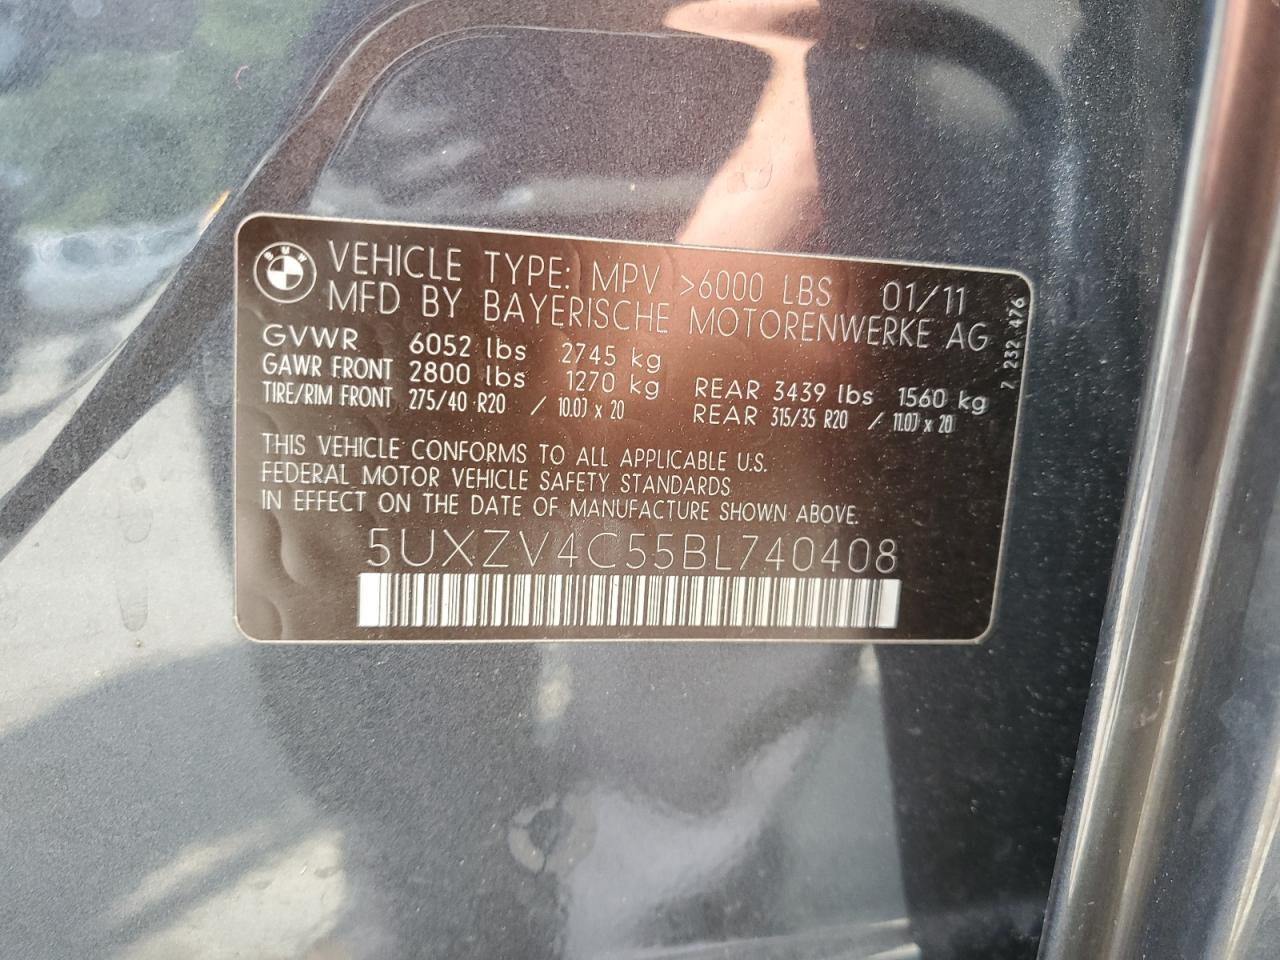 BMW
VEHICLE TYPE: MPV >6000 LBS 01/11
MFD BY BAYERISCHE MOTORENWERKE AG
GVWR 6052 lbs 2745 kg
GAWR FRONT 2800 lbs 1270 kg REAR 3439 lbs 1560 kg
TIRE/RIM FRONT 275/40 R20 / 10.0J x 20 REAR 315/35 R20 / 11.0J x 20
7 232 476
THIS VEHICLE CONFORMS TO ALL APPLICABLE U.S.
FEDERAL MOTOR VEHICLE SAFETY STANDARDS
IN EFFECT ON THE DATE OF MANUFACTURE SHOWN ABOVE.
5UXZV4C55BL740408